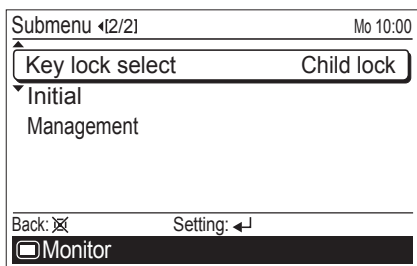 Submenu [2/2] Mo 10:00
Key lock select Child lock
Initial
Management
Back: Setting:
Monitor